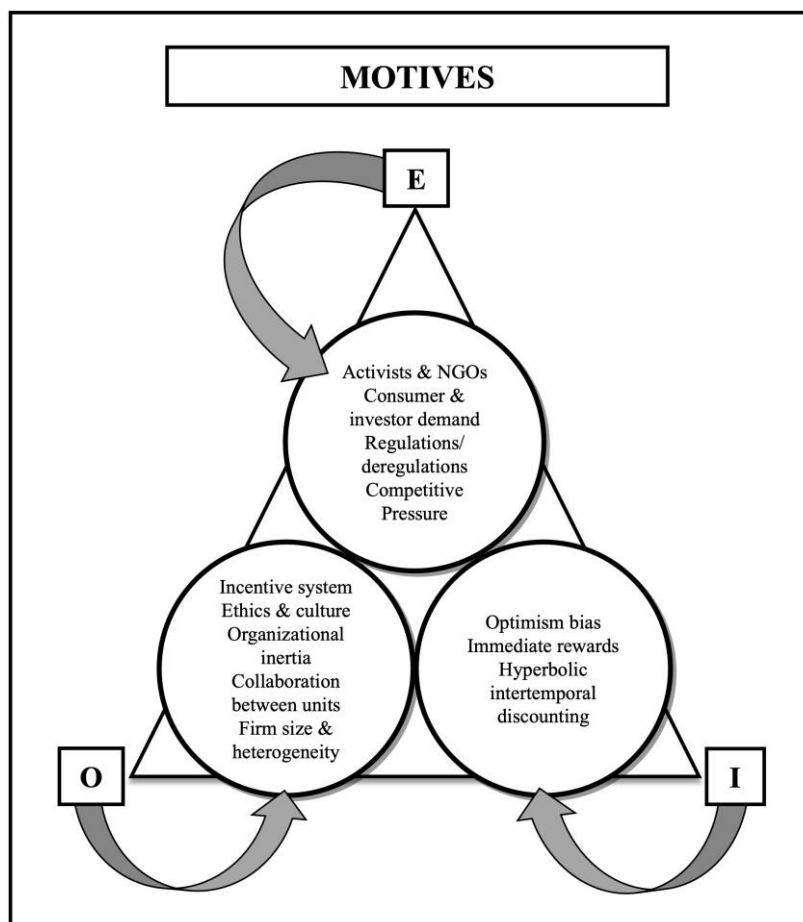 MOTIVES
E
Activists & NGOs
Consumer &
investor demand
Regulations/
deregulations
Competitive
Pressure
Incentive system
Ethics & culture
Organizational
inertia
Collaboration
between units
Firm size &
heterogeneity
Optimism bias
Immediate rewards
Hyperbolic
intertemporal
discounting
O
I